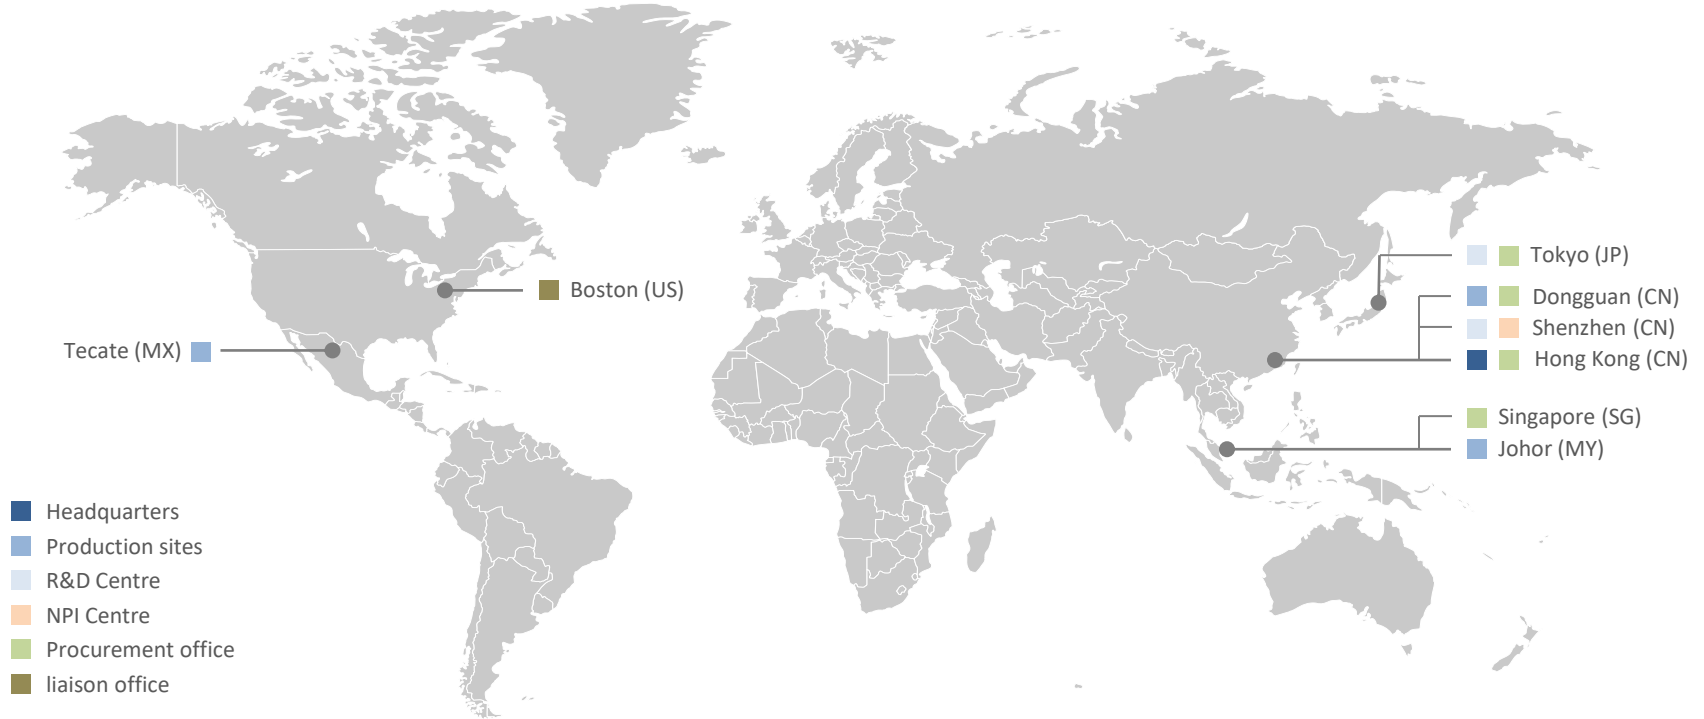 Tokyo (JP)
Boston (US)
Dongguan (CN)
Shenzhen (CN)
Tecate (MX)
Hong Kong (CN)
Singapore (SG)
Johor (MY)
Headquarters
Production sites
R&D Centre
NPI Centre
Procurement office
liaison office